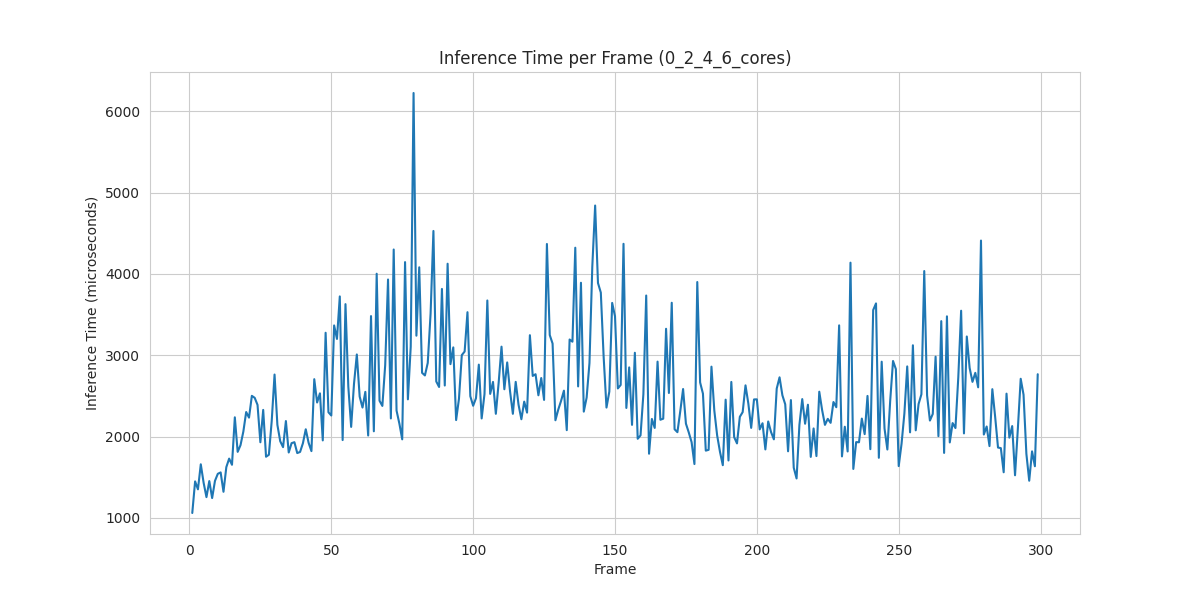 Inference Time per Frame (0_2_4_6_cores)
Inference Time (microseconds)
6000
5000
4000
3000
2000
1000
0 50 100 150 200 250 300
Frame